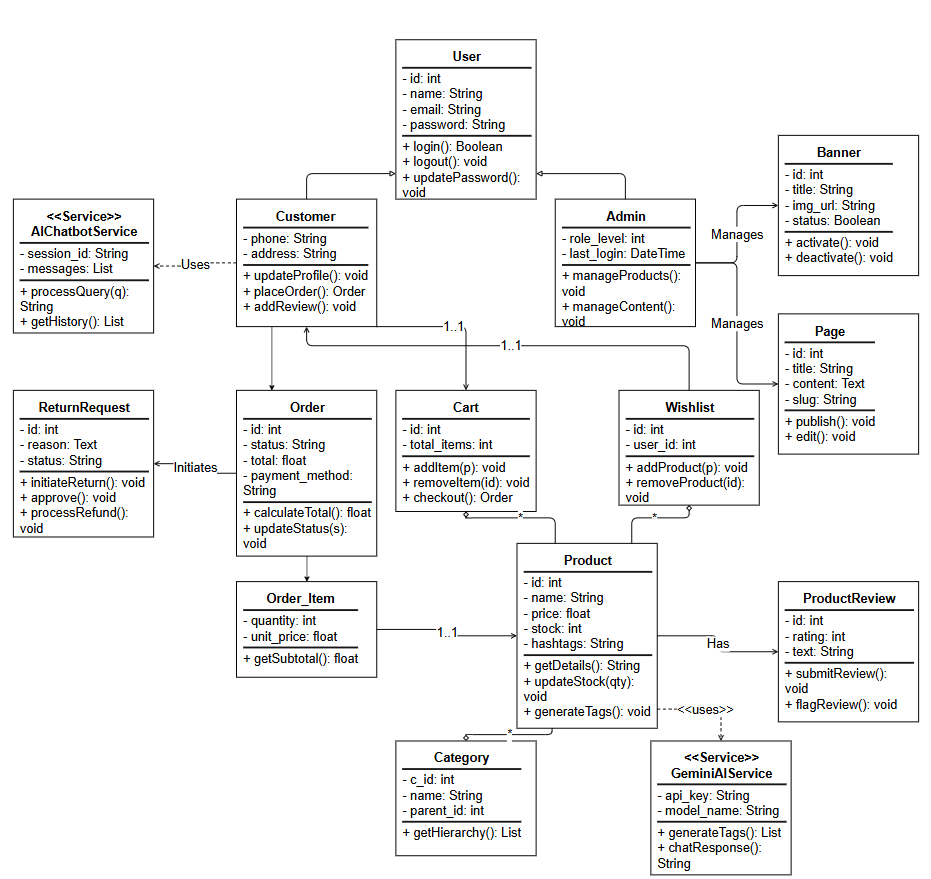 User
- id: int
- name: String
- email: String
- password: String
+ login(): Boolean
+ logout(): void
+ updatePassword():
void
Banner
- id: int
- title: String
- img_url: String
- status: Boolean
+ activate(): void
+ deactivate(): void
<<Service>>
AIChatbotService
- session_id: String
- messages: List
+ processQuery(q):
String
+ getHistory(): List
Uses
Customer
- phone: String
- address: String
+ updateProfile(): void
+ placeOrder(): Order
+ addReview(): void
Admin
- role_level: int
- last_login: DateTime
+ manageProducts():
void
+ manageContent():
void
Manages
Manages
Page
- id: int
- title: String
- content: Text
- slug: String
+ publish(): void
+ edit(): void
1..1
1..1
ReturnRequest
- id: int
- reason: Text
- status: String
+ initiateReturn(): void
+ approve(): void
+ processRefund():
void
Initiates
Order
- id: int
- status: String
- total: float
- payment_method:
String
+ calculateTotal(): float
+ updateStatus(s):
void
Cart
- id: int
- total_items: int
+ addItem(p): void
+ removeItem(id): void
+ checkout(): Order
Wishlist
- id: int
- user_id: int
+ addProduct(p): void
+ removeProduct(id):
void
*
*
Order_Item
- quantity: int
- unit_price: float
+ getSubtotal(): float
1..1
Product
- id: int
- name: String
- price: float
- stock: int
- hashtags: String
+ getDetails(): String
+ updateStock(qty):
void
+ generateTags(): void
Has
ProductReview
- id: int
- rating: int
- text: String
+ submitReview():
void
+ flagReview(): void
<<uses>>
*
Category
- c_id: int
- name: String
- parent_id: int
+ getHierarchy(): List
<<Service>>
GeminiAIService
- api_key: String
- model_name: String
+ generateTags(): List
+ chatResponse():
String